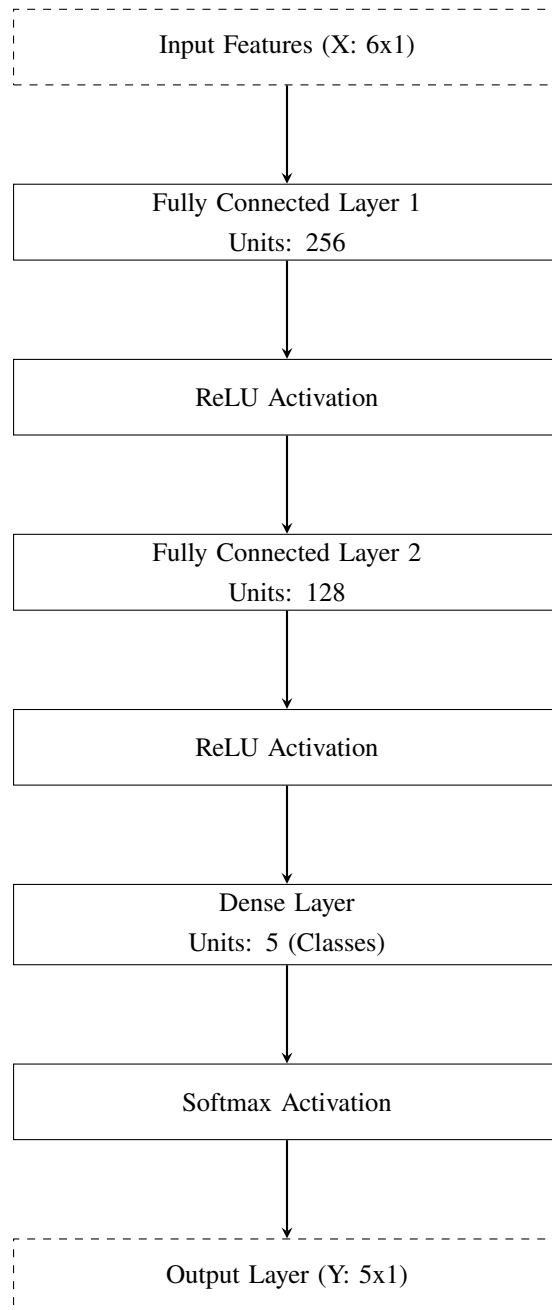 Input Features (X: 6x1)
Fully Connected Layer 1
Units: 256
ReLU Activation
Fully Connected Layer 2
Units: 128
ReLU Activation
Dense Layer
Units: 5 (Classes)
Softmax Activation
Output Layer (Y: 5x1)